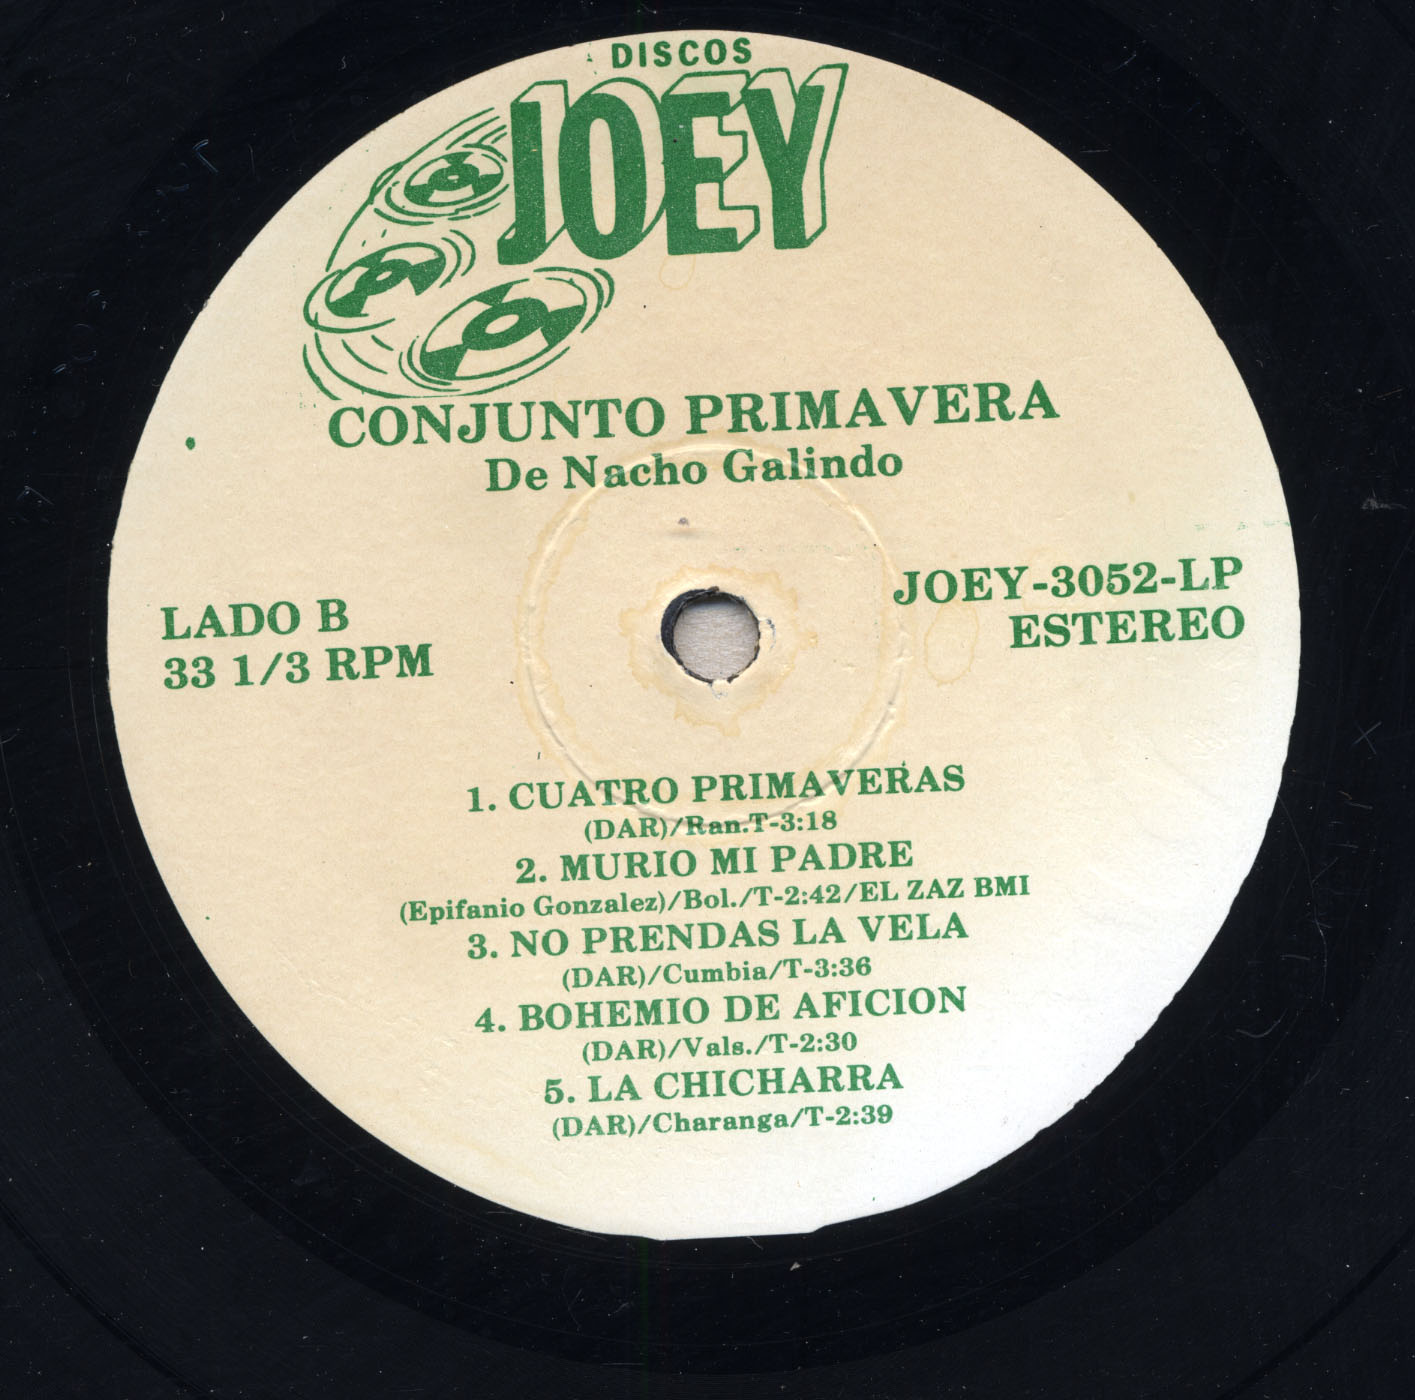 DISCOS
JOEY
CONJUNTO PRIMAVERA
De Nacho Galindo
JOEY-3052-LP
ESTEREO
LADO B
33 1/3 RPM
1. CUATRO PRIMAVERAS
(DAR)/Ran.T-3:18
2. MURIO MI PADRE
(Epifanio Gonzalez)/Bol./T-2:42/EL ZAZ BMI
3. NO PRENDAS LA VELA
(DAR)/Cumbia/T-3:36
4. BOHEMIO DE AFICION
(DAR)/Vals./T-2:30
5. LA CHICHARRA
(DAR)/Charanga/T-2:39